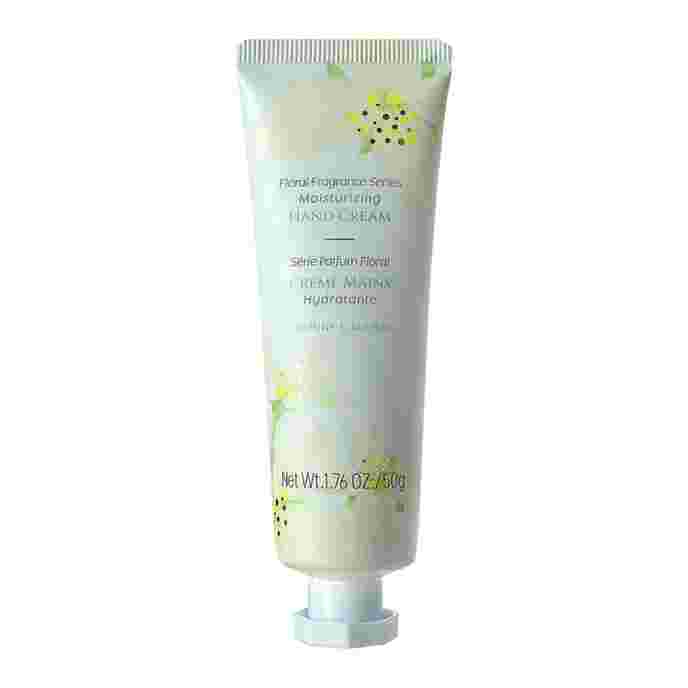 Floral Fragrance Series
Moisturizing
HAND CREAM
Série Parfum Floral
CRÈME MAINS
Hydratante
Net Wt.1.76 OZ./50g